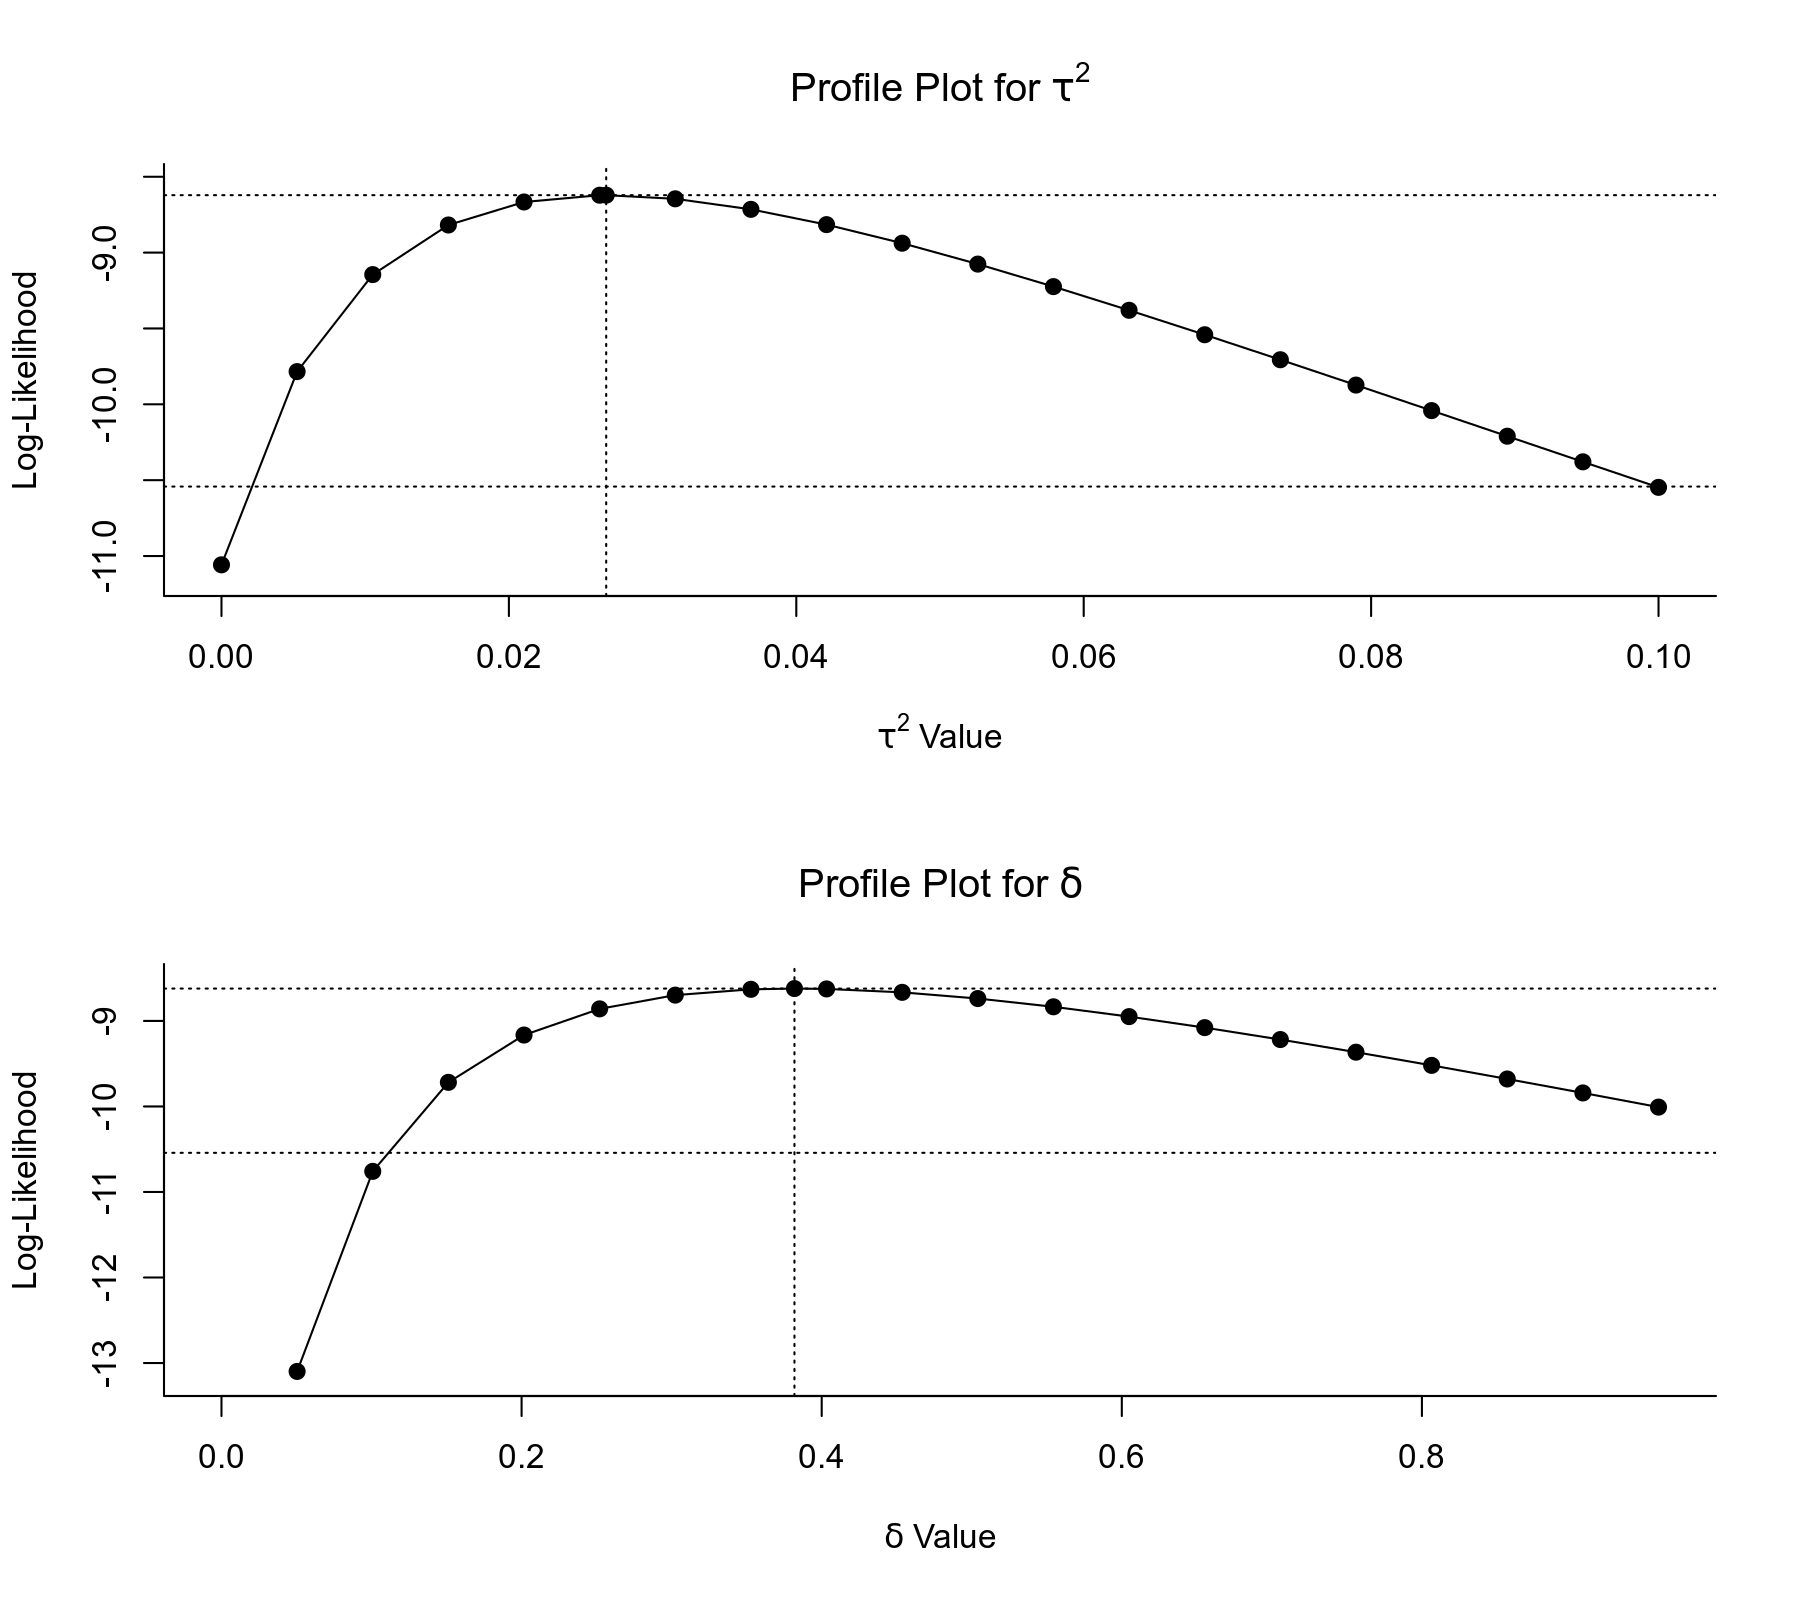 Profile Plot for τ²
Log-Likelihood
-9.0
-10.0
-11.0
0.00 0.02 0.04 0.06 0.08 0.10
τ² Value
Profile Plot for δ
Log-Likelihood
-9
-10
-11
-12
-13
0.0 0.2 0.4 0.6 0.8
δ Value